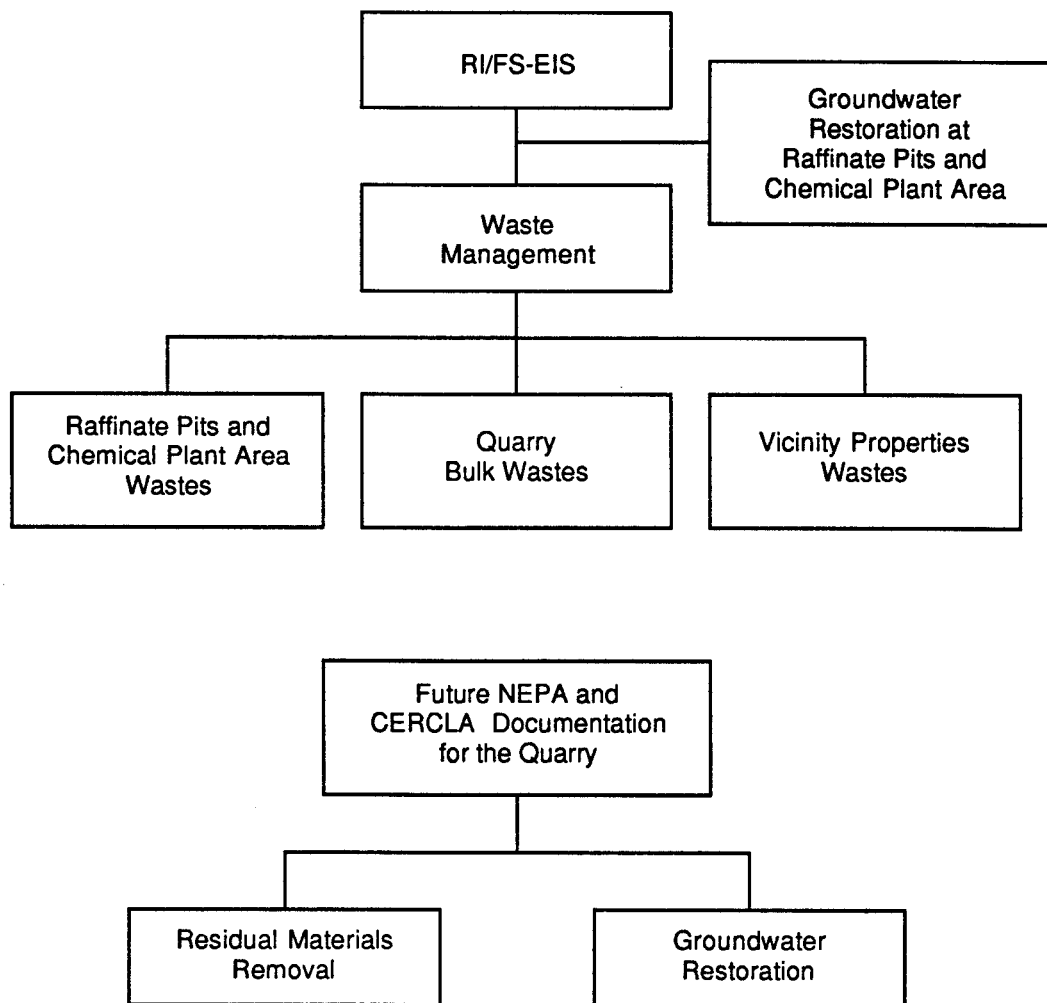 RI/FS-EIS
Groundwater
Restoration at
Raffinate Pits and
Chemical Plant Area
Waste
Management
Raffinate Pits and
Chemical Plant Area
Wastes
Quarry
Bulk Wastes
Vicinity Properties
Wastes
Future NEPA and
CERCLA Documentation
for the Quarry
Residual Materials
Removal
Groundwater
Restoration